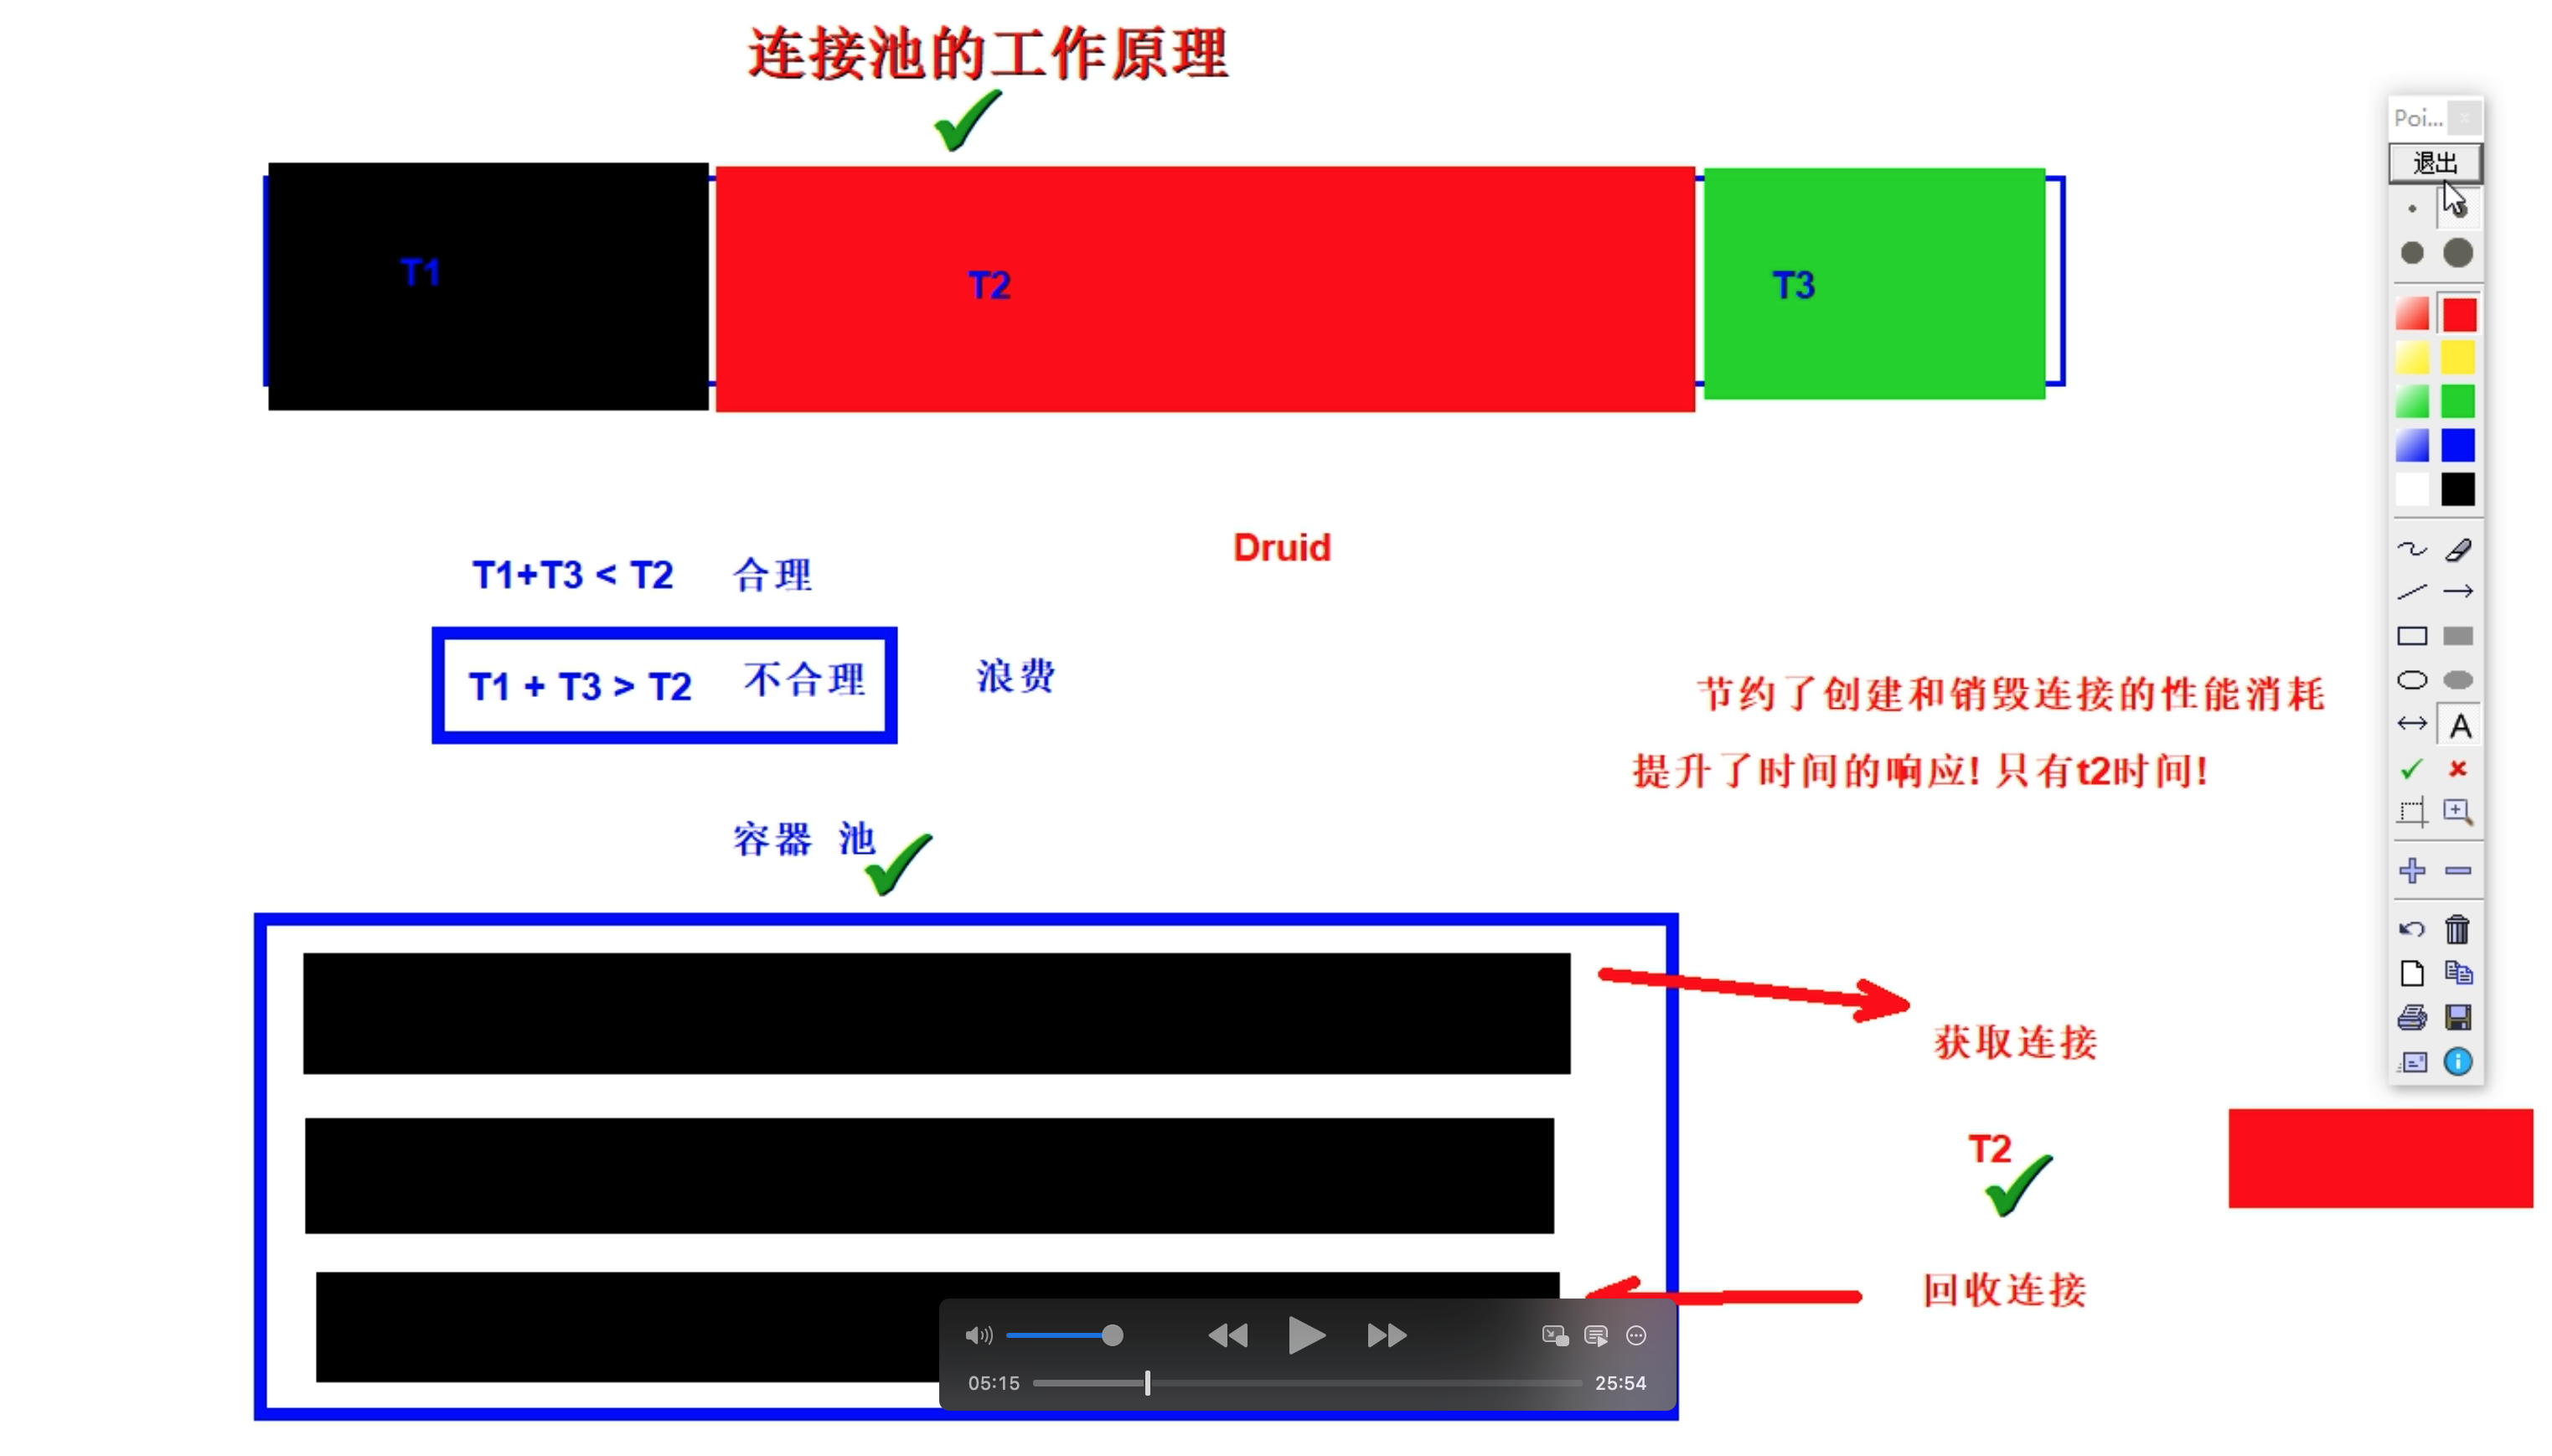 连接池的工作原理
Poi...
退出
T1
T2
T3
Druid
T1+T3 < T2 合理
T1 + T3 > T2 不合理
浪费
节约了创建和销毁连接的性能消耗
提升了时间的响应! 只有t2时间!
A
容器 池
获取连接
T2
回收连接
05:15
25:54